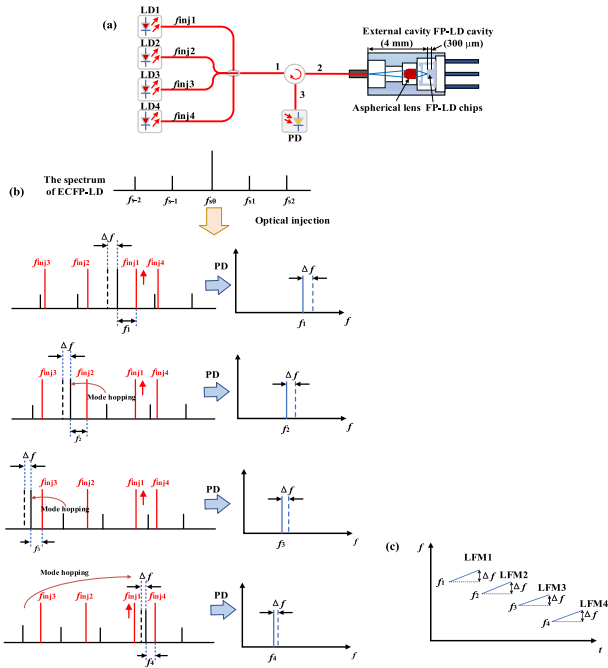 (a)
LD1
finj1
LD2
finj2
LD3
finj3
LD4
finj4
1
2
3
PD
External cavity FP-LD cavity
(4 mm)
(300 μm)
Aspherical lens FP-LD chips
(b)
The spectrum
of ECFP-LD
fs-2
fs-1
fs0
fs1
fs2
Optical injection
Δf
finj3
finj2
finj1
finj4
f1
PD
Δf
f1
f
Δf
finj3
finj2
finj1
finj4
Mode hopping
f2
PD
Δf
f2
f
Δf
finj3
finj2
finj1
finj4
Mode hopping
f3
PD
Δf
f3
f
Mode hopping
Δf
finj3
finj2
finj1
finj4
f4
PD
Δf
f4
f
(c)
f
LFM1
f1
Δf
LFM2
f2
Δf
LFM3
f3
Δf
LFM4
f4
Δf
t